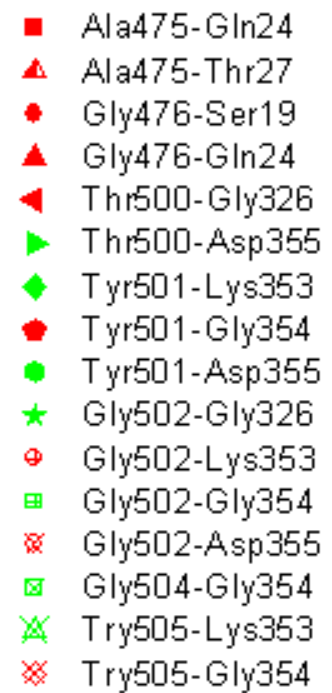 Ala475-Gln24
Ala475-Thr27
Gly476-Ser19
Gly476-Gln24
Thr500-Gly326
Thr500-Asp355
Tyr501-Lys353
Tyr501-Gly354
Tyr501-Asp355
Gly502-Gly326
Gly502-Lys353
Gly502-Gly354
Gly502-Asp355
Gly504-Gly354
Try505-Lys353
Try505-Gly354